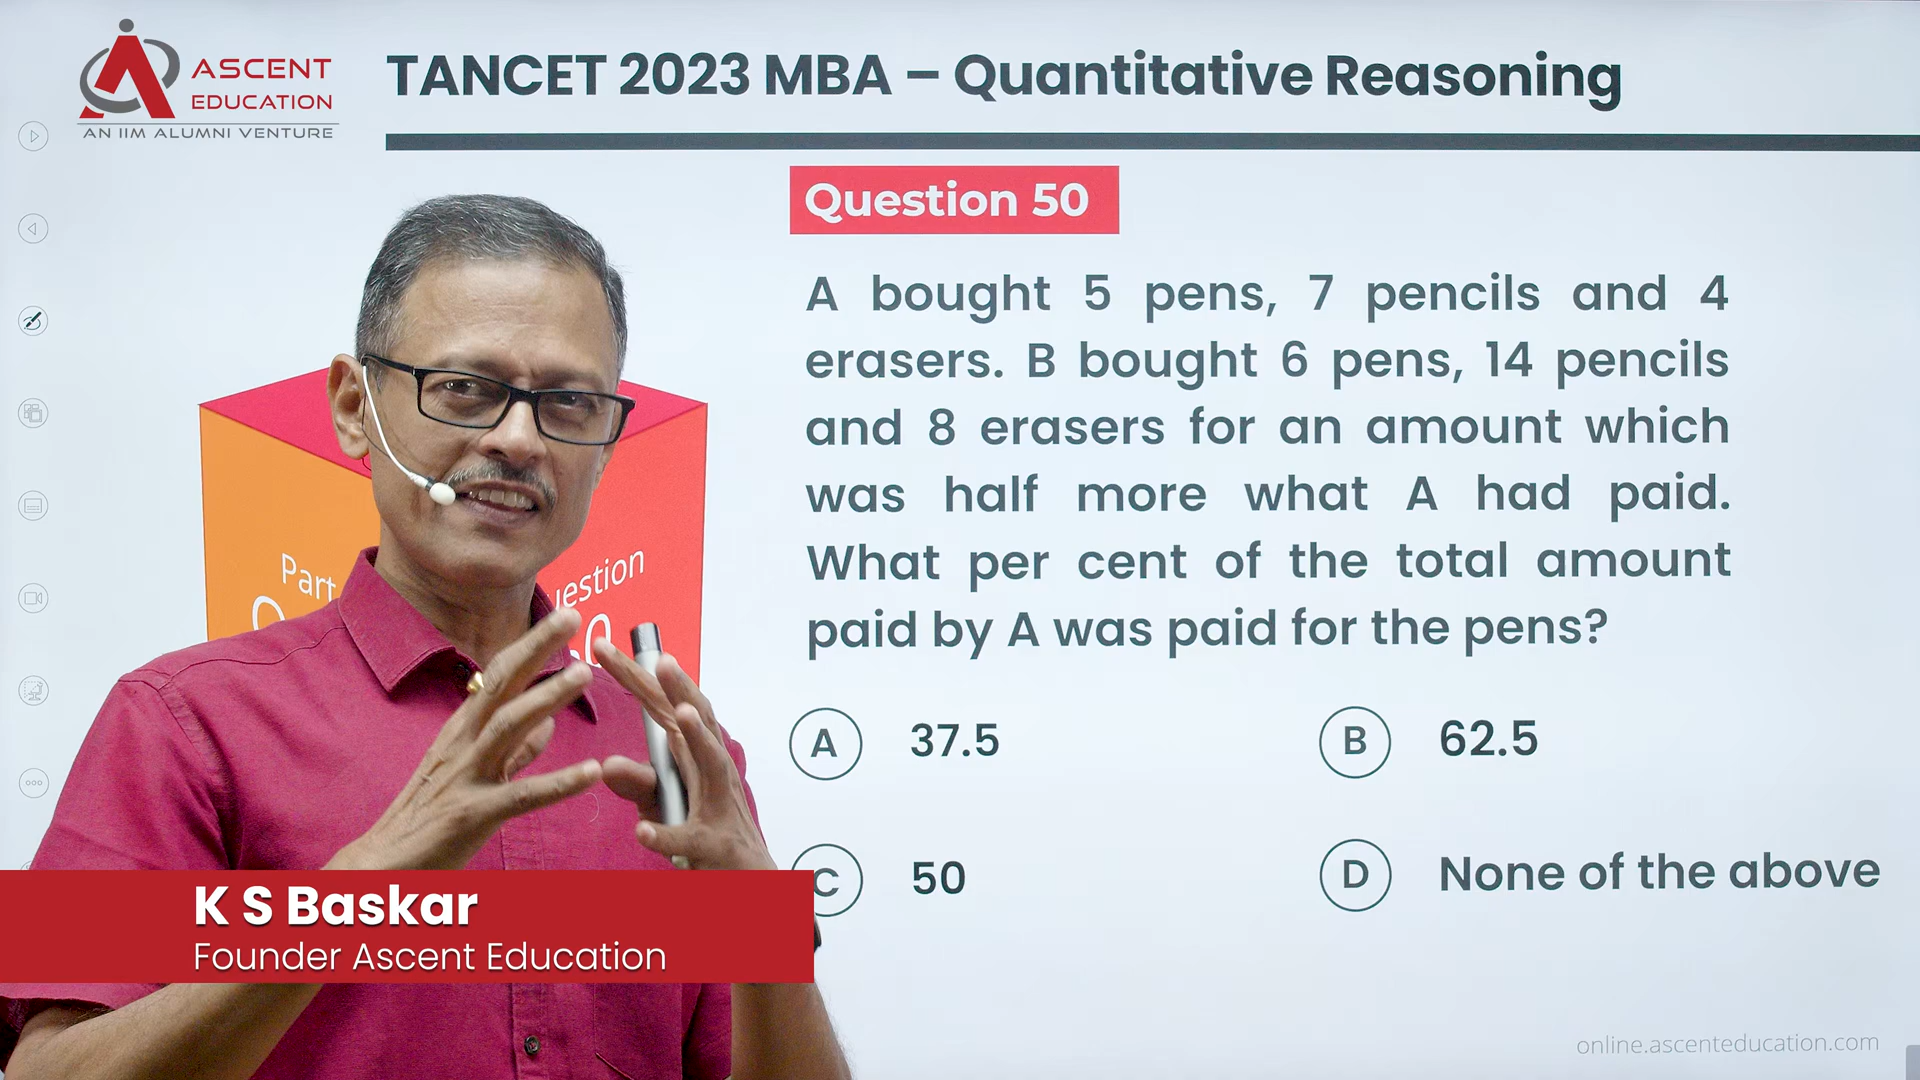 ASCENT
EDUCATION
AN IIM ALUMNI VENTURE
TANCET 2023 MBA – Quantitative Reasoning
Question 50
A bought 5 pens, 7 pencils and 4
erasers. B bought 6 pens, 14 pencils
and 8 erasers for an amount which
was half more what A had paid.
What per cent of the total amount
paid by A was paid for the pens?
A 37.5
B 62.5
C 50
D None of the above
Part
K S Baskar
Founder Ascent Education
online.ascenteducation.com